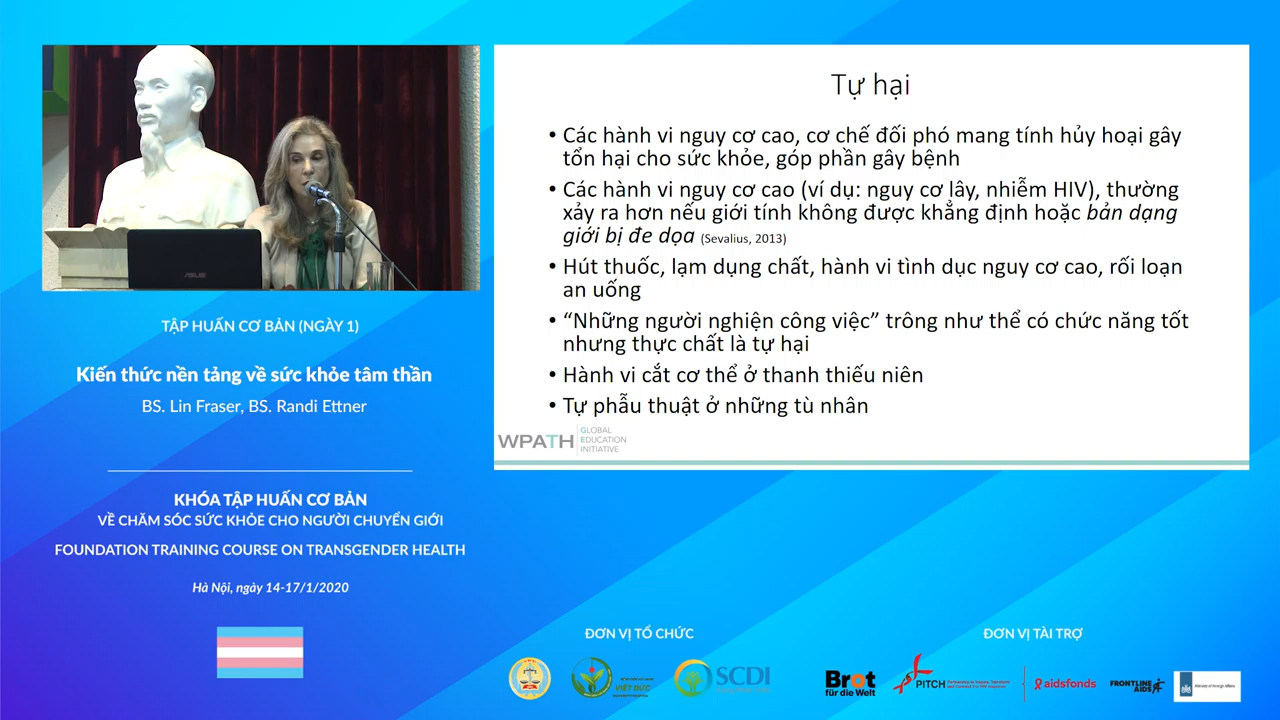 Tự hại
• Các hành vi nguy cơ cao, cơ chế đối phó mang tính hủy hoại gây
tổn hại cho sức khỏe, góp phần gây bệnh
• Các hành vi nguy cơ cao (ví dụ: nguy cơ lây, nhiễm HIV), thường
xảy ra hơn nếu giới tính không được khẳng định hoặc bản dạng
giới bị đe dọa (Sevalius, 2013)
• Hút thuốc, lạm dụng chất, hành vi tình dục nguy cơ cao, rối loạn
an uống
• “Những người nghiện công việc” trông như thể có chức năng tốt
nhưng thực chất là tự hại
• Hành vi cắt cơ thể ở thanh thiếu niên
• Tự phẫu thuật ở những tù nhân
WPATH
GLOBAL
EDUCATION
INITIATIVE
ASUS
TẬP HUẤN CƠ BẢN (NGÀY 1)
Kiến thức nền tảng về sức khỏe tâm thần
BS. Lin Fraser, BS. Randi Ettner
KHÓA TẬP HUẤN CƠ BẢN
VỀ CHĂM SÓC SỨC KHỎE CHO NGƯỜI CHUYỂN GIỚI
FOUNDATION TRAINING COURSE ON TRANSGENDER HEALTH
Hà Nội, ngày 14-17/1/2020
ĐƠN VỊ TỔ CHỨC
VIỆT ĐỨC
SCDI
ĐƠN VỊ TÀI TRỢ
Brot
für die Welt
PITCH
aidsfonds
FRONTLINE
AIDS
Ministry of Foreign Affairs